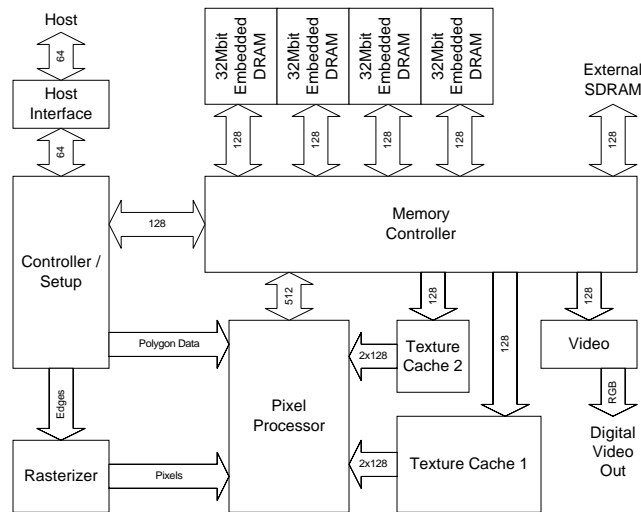 Host
64
Host
Interface
64
32Mbit
Embedded
DRAM
32Mbit
Embedded
DRAM
32Mbit
Embedded
DRAM
32Mbit
Embedded
DRAM
External
SDRAM
128
128
128
128
128
Controller /
Setup
128
Memory
Controller
512
128
128
128
Polygon Data
Pixel
Processor
2x128
Texture
Cache 2
Video
Edges
RGB
Rasterizer
Pixels
2x128
Texture Cache 1
Digital
Video
Out